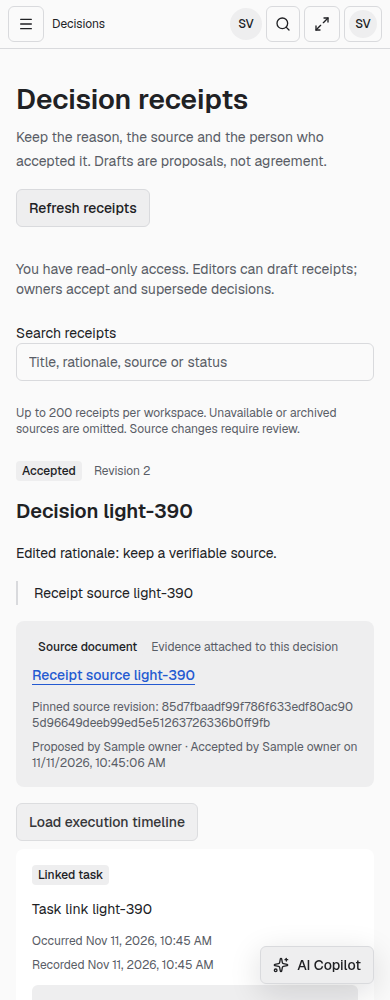 Decisions
SV
SV
Decision receipts
Keep the reason, the source and the person who
accepted it. Drafts are proposals, not agreement.
Refresh receipts
You have read-only access. Editors can draft receipts;
owners accept and supersede decisions.
Search receipts
Title, rationale, source or status
Up to 200 receipts per workspace. Unavailable or archived
sources are omitted. Source changes require review.
Accepted Revision 2
Decision light-390
Edited rationale: keep a verifiable source.
Receipt source light-390
Source document Evidence attached to this decision
Receipt source light-390
Pinned source revision: 85d7fbaadf99f786f633edf80ac90
5d96649deeb99ed5e51263726336b0ff9fb
Proposed by Sample owner · Accepted by Sample owner on
11/11/2026, 10:45:06 AM
Load execution timeline
Linked task
Task link light-390
Occurred Nov 11, 2026, 10:45 AM
Recorded Nov 11, 2026, 10:45 AM
AI Copilot